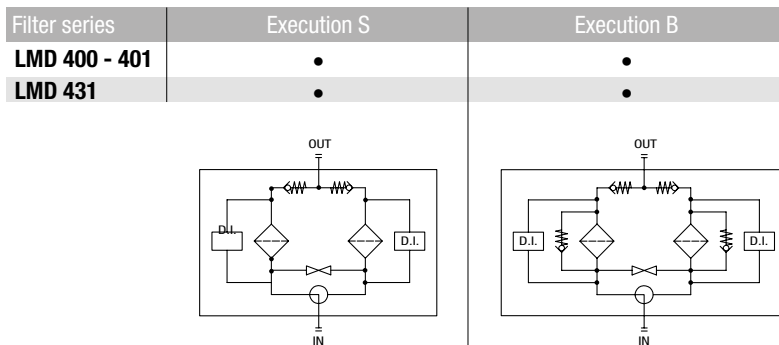 Filter series Execution S Execution B
LMD 400 - 401 • •
LMD 431 • •
OUT OUT
D.I. D.I. D.I. D.I.
IN IN